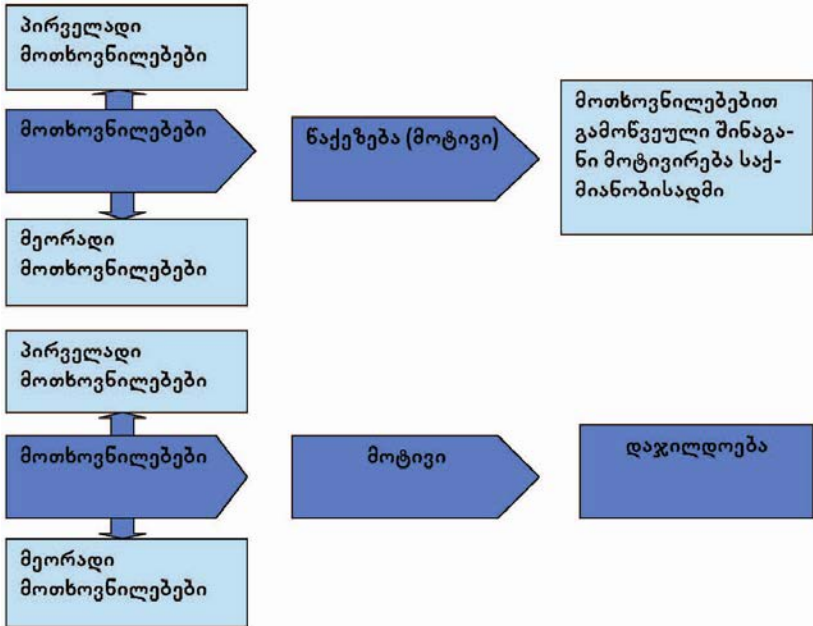 პირველადი
მოთხოვნილებები
მოთხოვნილებები
წაქეზება (მოტივი)
მოთხოვნილებებით
გამოწვეული შინაგა-
ნი მოტივირება საქ-
მიანობისადმი
მეორადი
მოთხოვნილებები
პირველადი
მოთხოვნილებები
მოთხოვნილებები
მოტივი
დაჯილდოება
მეორადი
მოთხოვნილებები